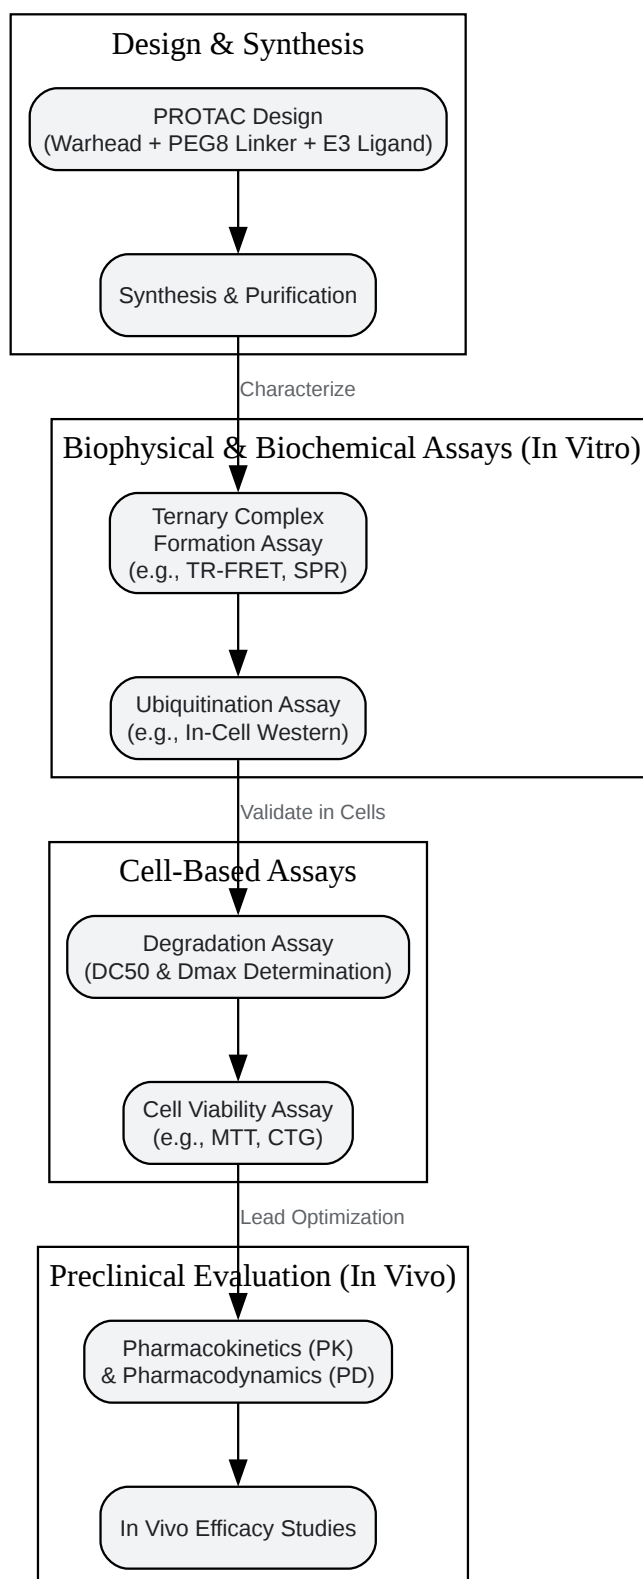 Design & Synthesis
PROTAC Design
(Warhead + PEG8 Linker + E3 Ligand)
Synthesis & Purification
Characterize
Biophysical & Biochemical Assays (In Vitro)
Ternary Complex
Formation Assay
(e.g., TR-FRET, SPR)
Ubiquitination Assay
(e.g., In-Cell Western)
Validate in Cells
Cell-Based Assays
Degradation Assay
(DC50 & Dmax Determination)
Cell Viability Assay
(e.g., MTT, CTG)
Lead Optimization
Preclinical Evaluation (In Vivo)
Pharmacokinetics (PK)
& Pharmacodynamics (PD)
In Vivo Efficacy Studies